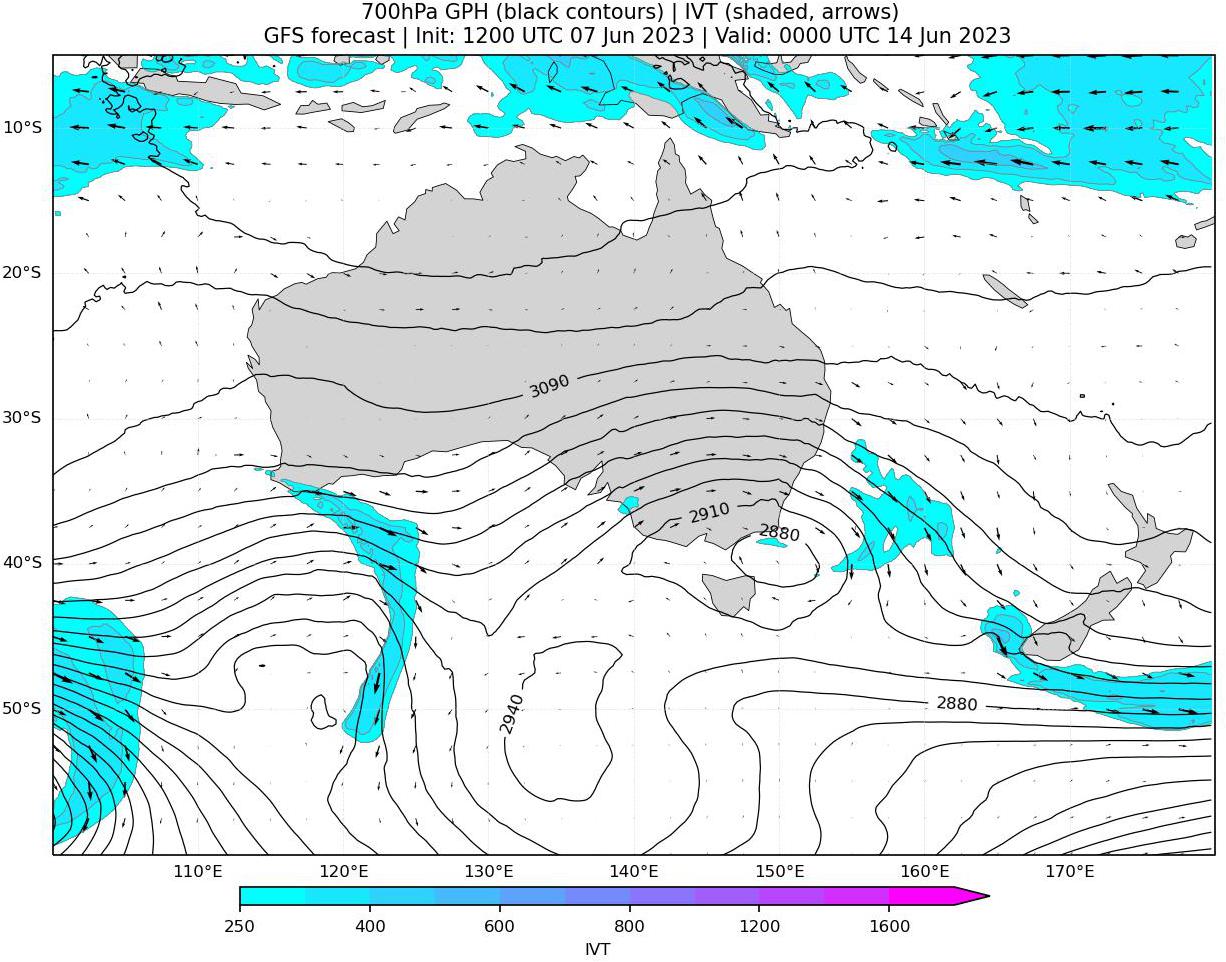 700hPa GPH (black contours) | IVT (shaded, arrows)
GFS forecast | Init: 1200 UTC 07 Jun 2023 | Valid: 0000 UTC 14 Jun 2023
10°S
20°S
3090
30°S
2910
2880
40°S
2940
2880
50°S
110°E 120°E 130°E 140°E 150°E 160°E 170°E
250 400 600 800 1200 1600
IVT